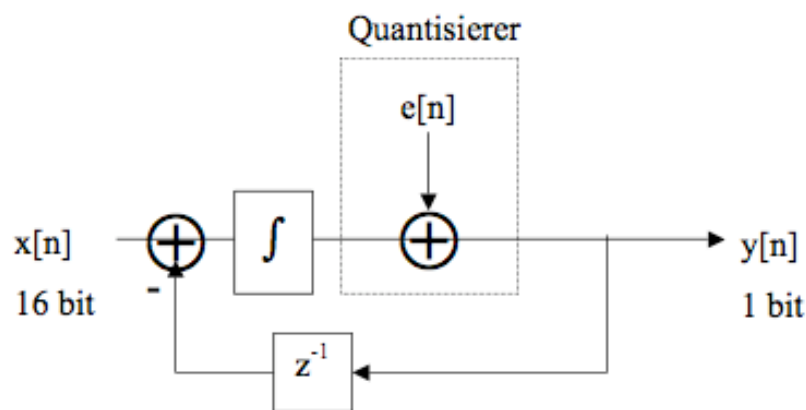 Quantisierer
e[n]
x[n]
∫
y[n]
-
16 bit
1 bit
z⁻¹